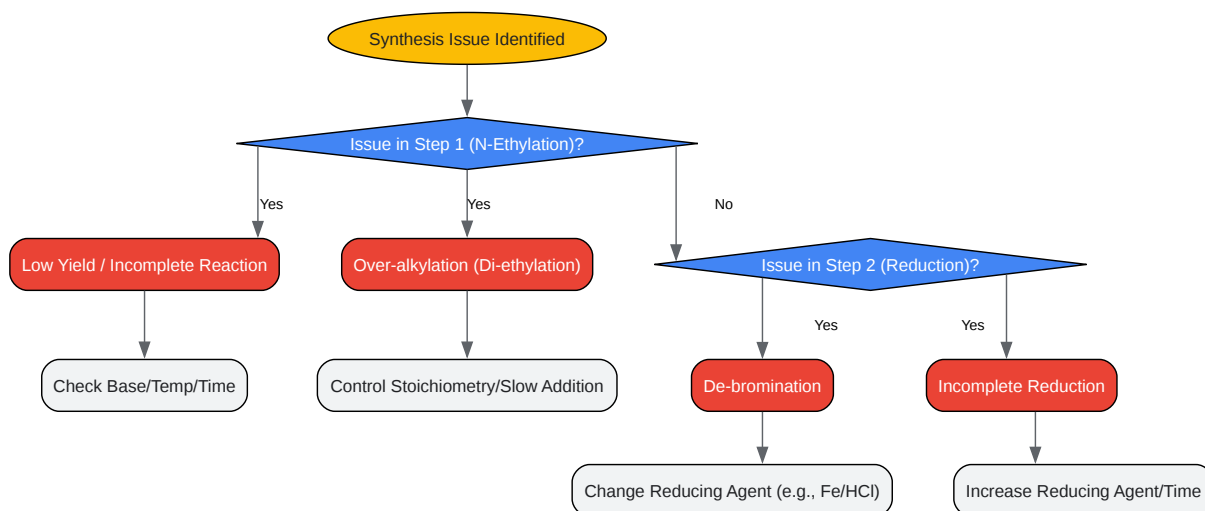 Synthesis Issue Identified
Issue in Step 1 (N-Ethylation)?
Yes
Yes
No
Low Yield / Incomplete Reaction
Over-alkylation (Di-ethylation)
Issue in Step 2 (Reduction)?
Yes
Yes
Check Base/Temp/Time
Control Stoichiometry/Slow Addition
De-bromination
Incomplete Reduction
Change Reducing Agent (e.g., Fe/HCl)
Increase Reducing Agent/Time